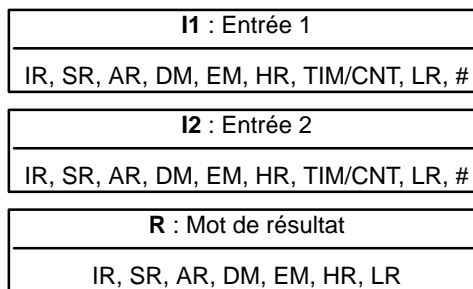 I1 : Entrée 1
IR, SR, AR, DM, EM, HR, TIM/CNT, LR, #
I2 : Entrée 2
IR, SR, AR, DM, EM, HR, TIM/CNT, LR, #
R : Mot de résultat
IR, SR, AR, DM, EM, HR, LR